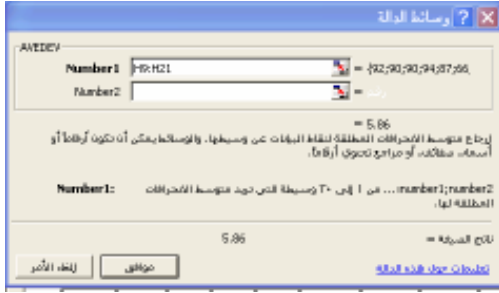 وسائط الدالة
AVEDEV
Number1 H9:H21 = {92;90;90;94;87;66
Number2 = رقم
= 5.86
إرجاع متوسط الانحرافات المطلقة لنقاط البيانات عن وسيطها. والوسائط يمكن أن تكون أرقاماً أو
أسماء، صفائف، أو مراجع تحتوي أرقاماً.
Number1: number1;number2... من 1 إلى ٣٠ وسيطة التي تريد متوسط الانحرافات
المطلقة لها.
ناتج الصيغة = 5.86
تعليمات حول هذه الدالة
موافق
إلغاء الأمر